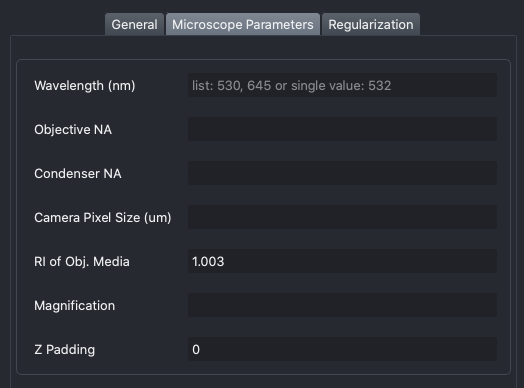 General Microscope Parameters Regularization
Wavelength (nm) list: 530, 645 or single value: 532
Objective NA
Condenser NA
Camera Pixel Size (um)
RI of Obj. Media 1.003
Magnification
Z Padding 0